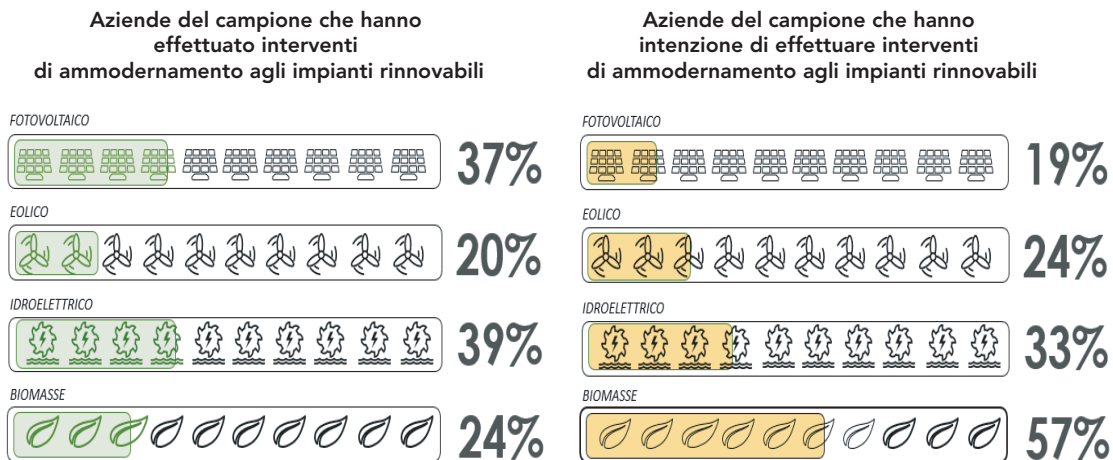 Aziende del campione che hanno
effettuato interventi
di ammodernamento agli impianti rinnovabili
FOTOVOLTAICO
37%
EOLICO
20%
IDROELETTRICO
39%
BIOMASSE
24%
Aziende del campione che hanno
intenzione di effettuare interventi
di ammodernamento agli impianti rinnovabili
FOTOVOLTAICO
19%
EOLICO
24%
IDROELETTRICO
33%
BIOMASSE
57%